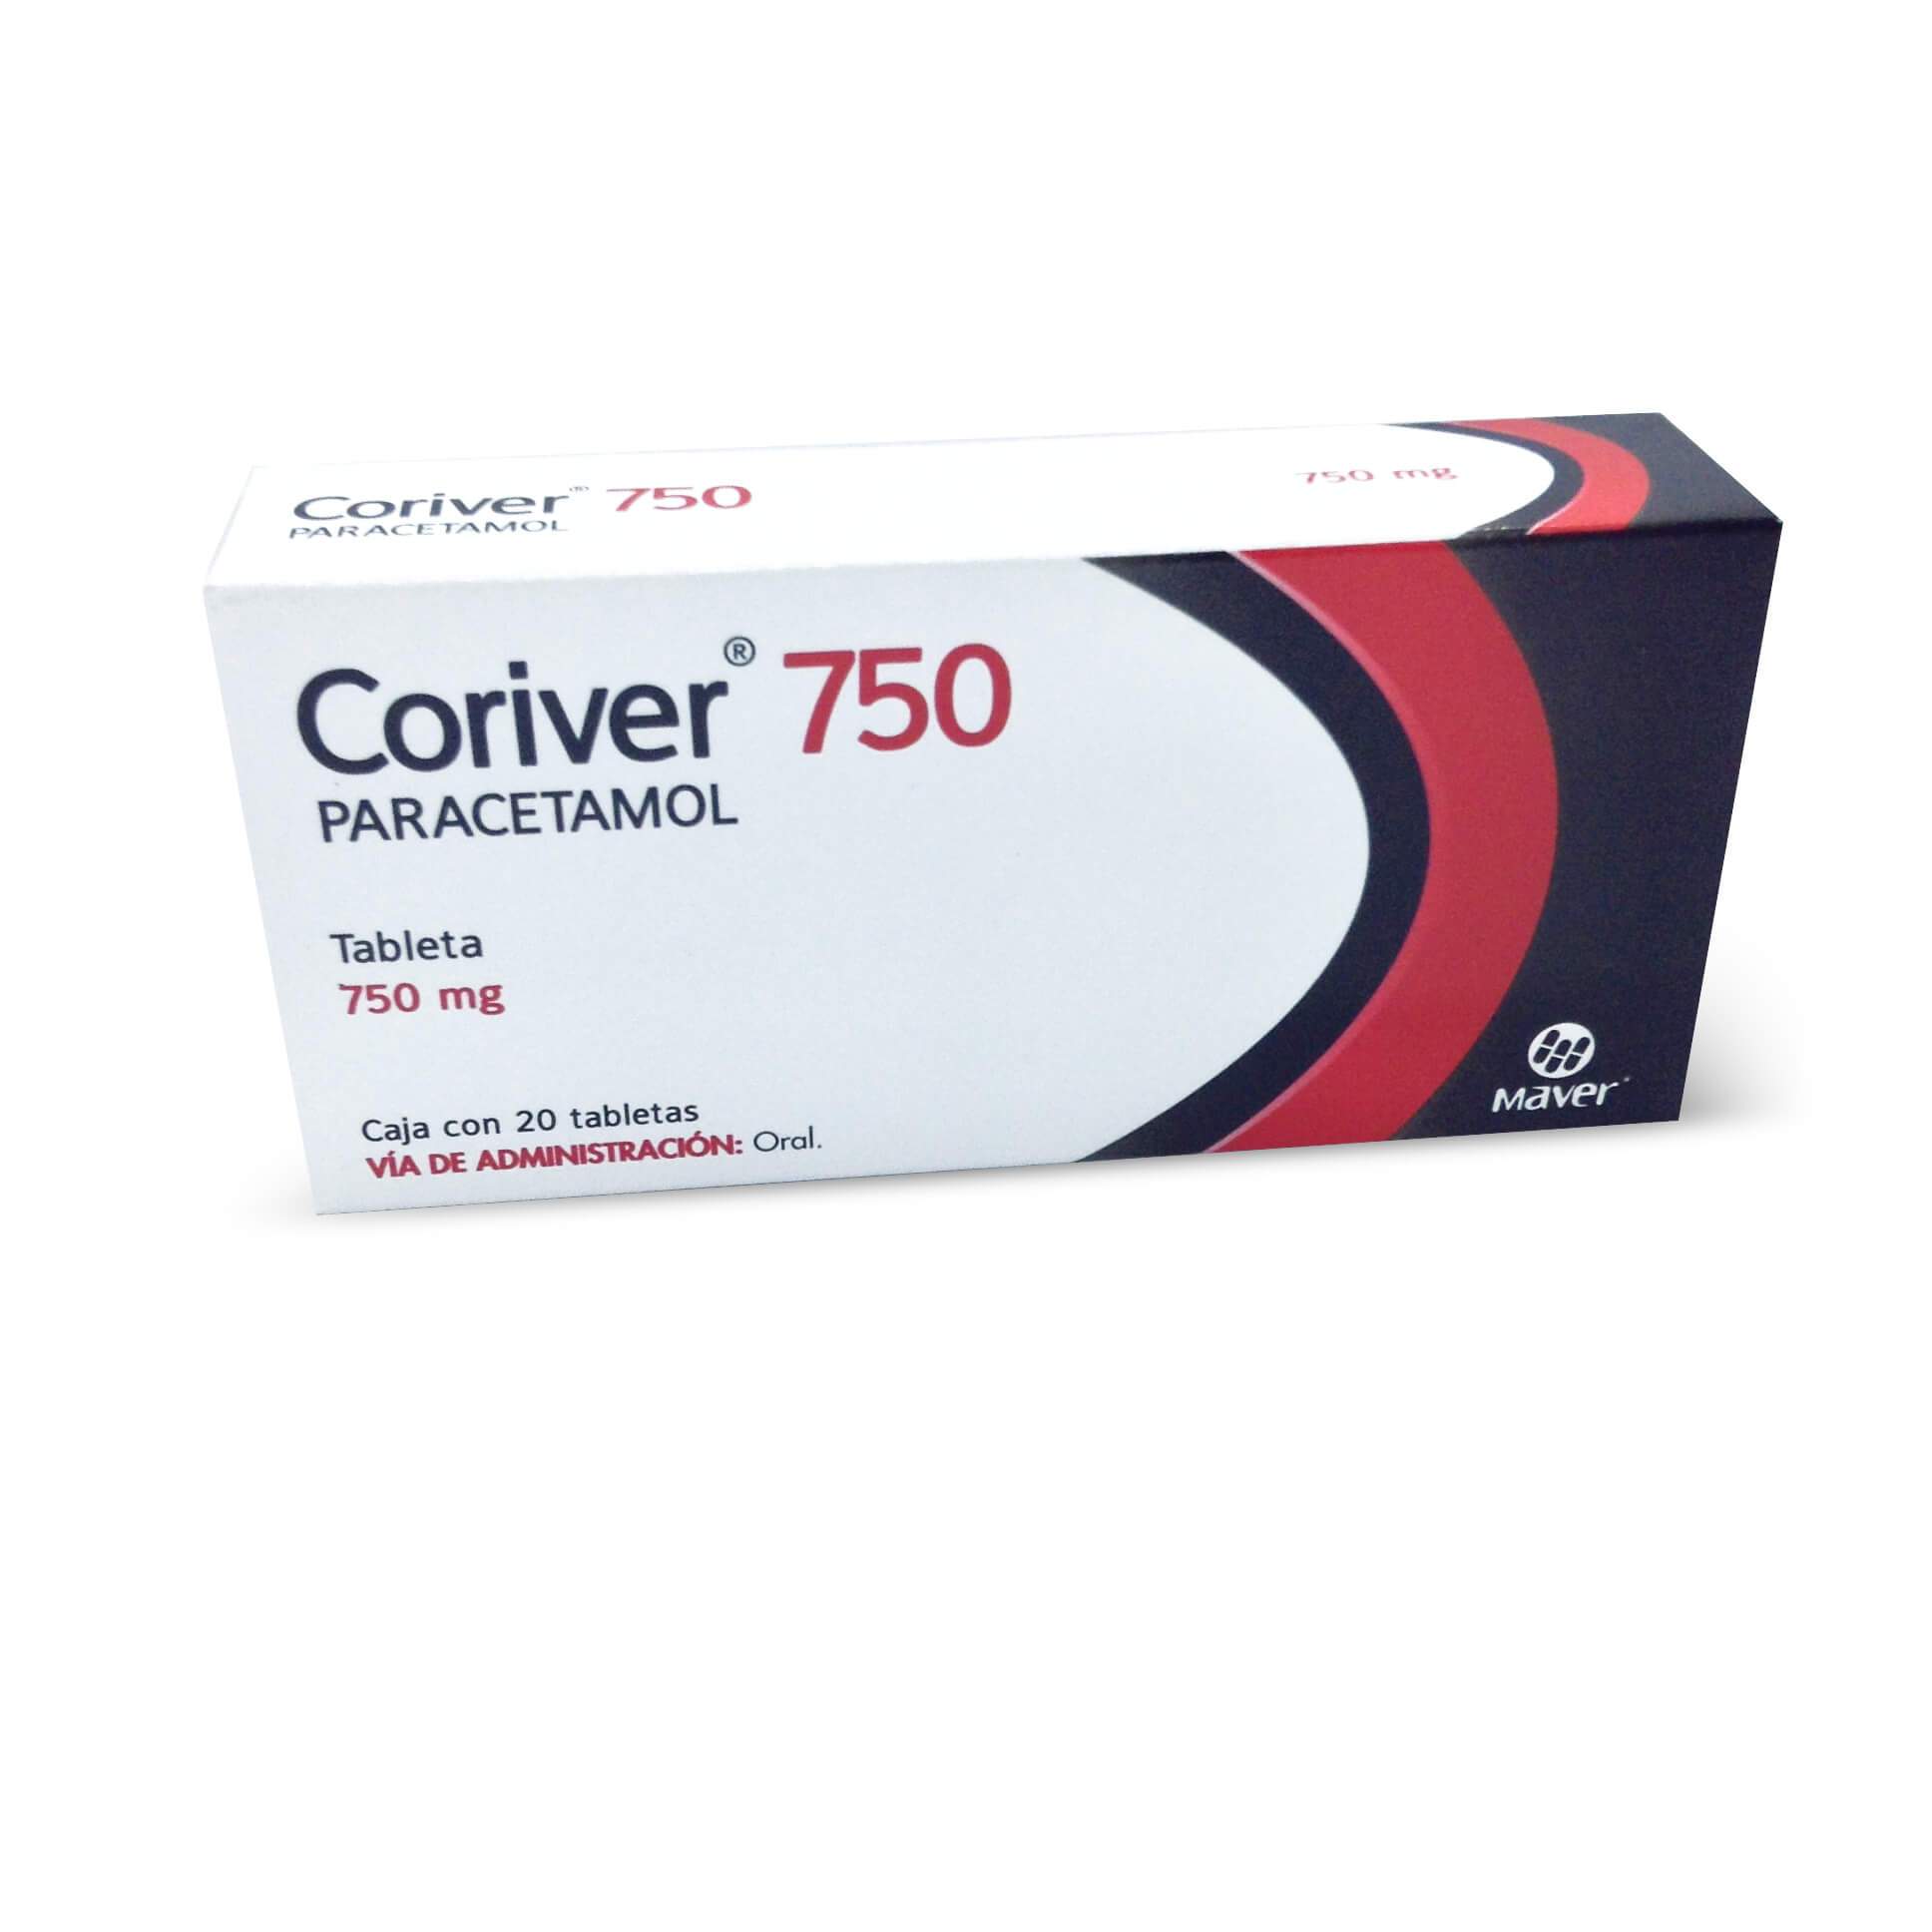 Coriver® 750
PARACETAMOL
750 mg
Coriver® 750
PARACETAMOL
Tableta
750 mg
Caja con 20 tabletas
VÍA DE ADMINISTRACIÓN: Oral.
Maver®